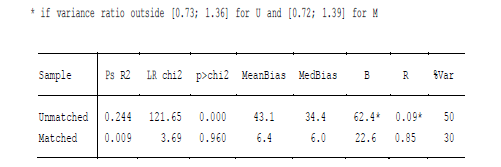 * if variance ratio outside [0.73; 1.36] for U and [0.72; 1.39] for M
Sample Ps R2 LR chi2 p>chi2 MeanBias MedBias B R %Var
Unmatched 0.244 121.65 0.000 43.1 34.4 62.4* 0.09* 50
Matched 0.009 3.69 0.960 6.4 6.0 22.6 0.85 30